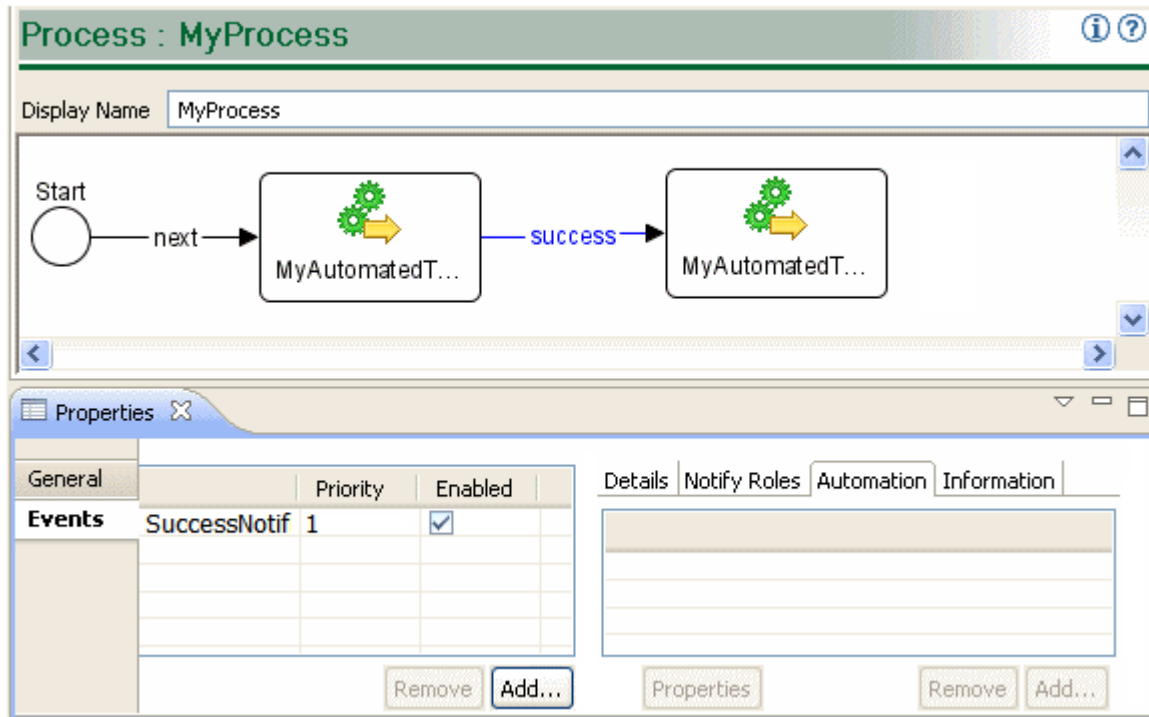 Process : MyProcess
Display Name MyProcess
Start
next
MyAutomatedT...
success
MyAutomatedT...
Properties
General
Events
Priority Enabled
SuccessNotif 1
Remove Add...
Details Notify Roles Automation Information
Properties Remove Add...